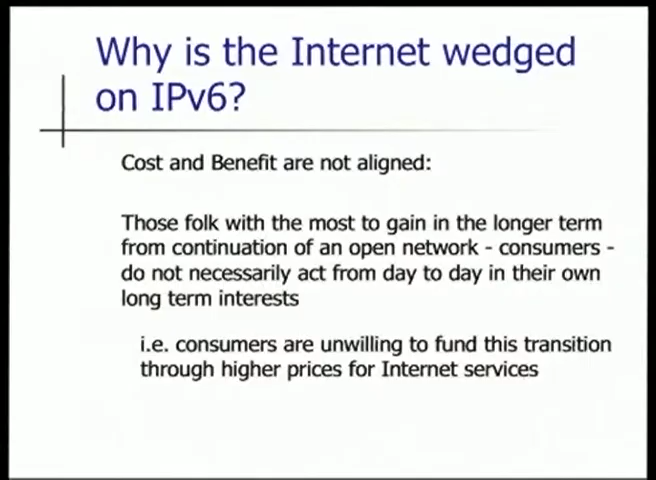 Why is the Internet wedged
on IPv6?
Cost and Benefit are not aligned:
Those folk with the most to gain in the longer term
from continuation of an open network - consumers -
do not necessarily act from day to day in their own
long term interests
i.e. consumers are unwilling to fund this transition
through higher prices for Internet services